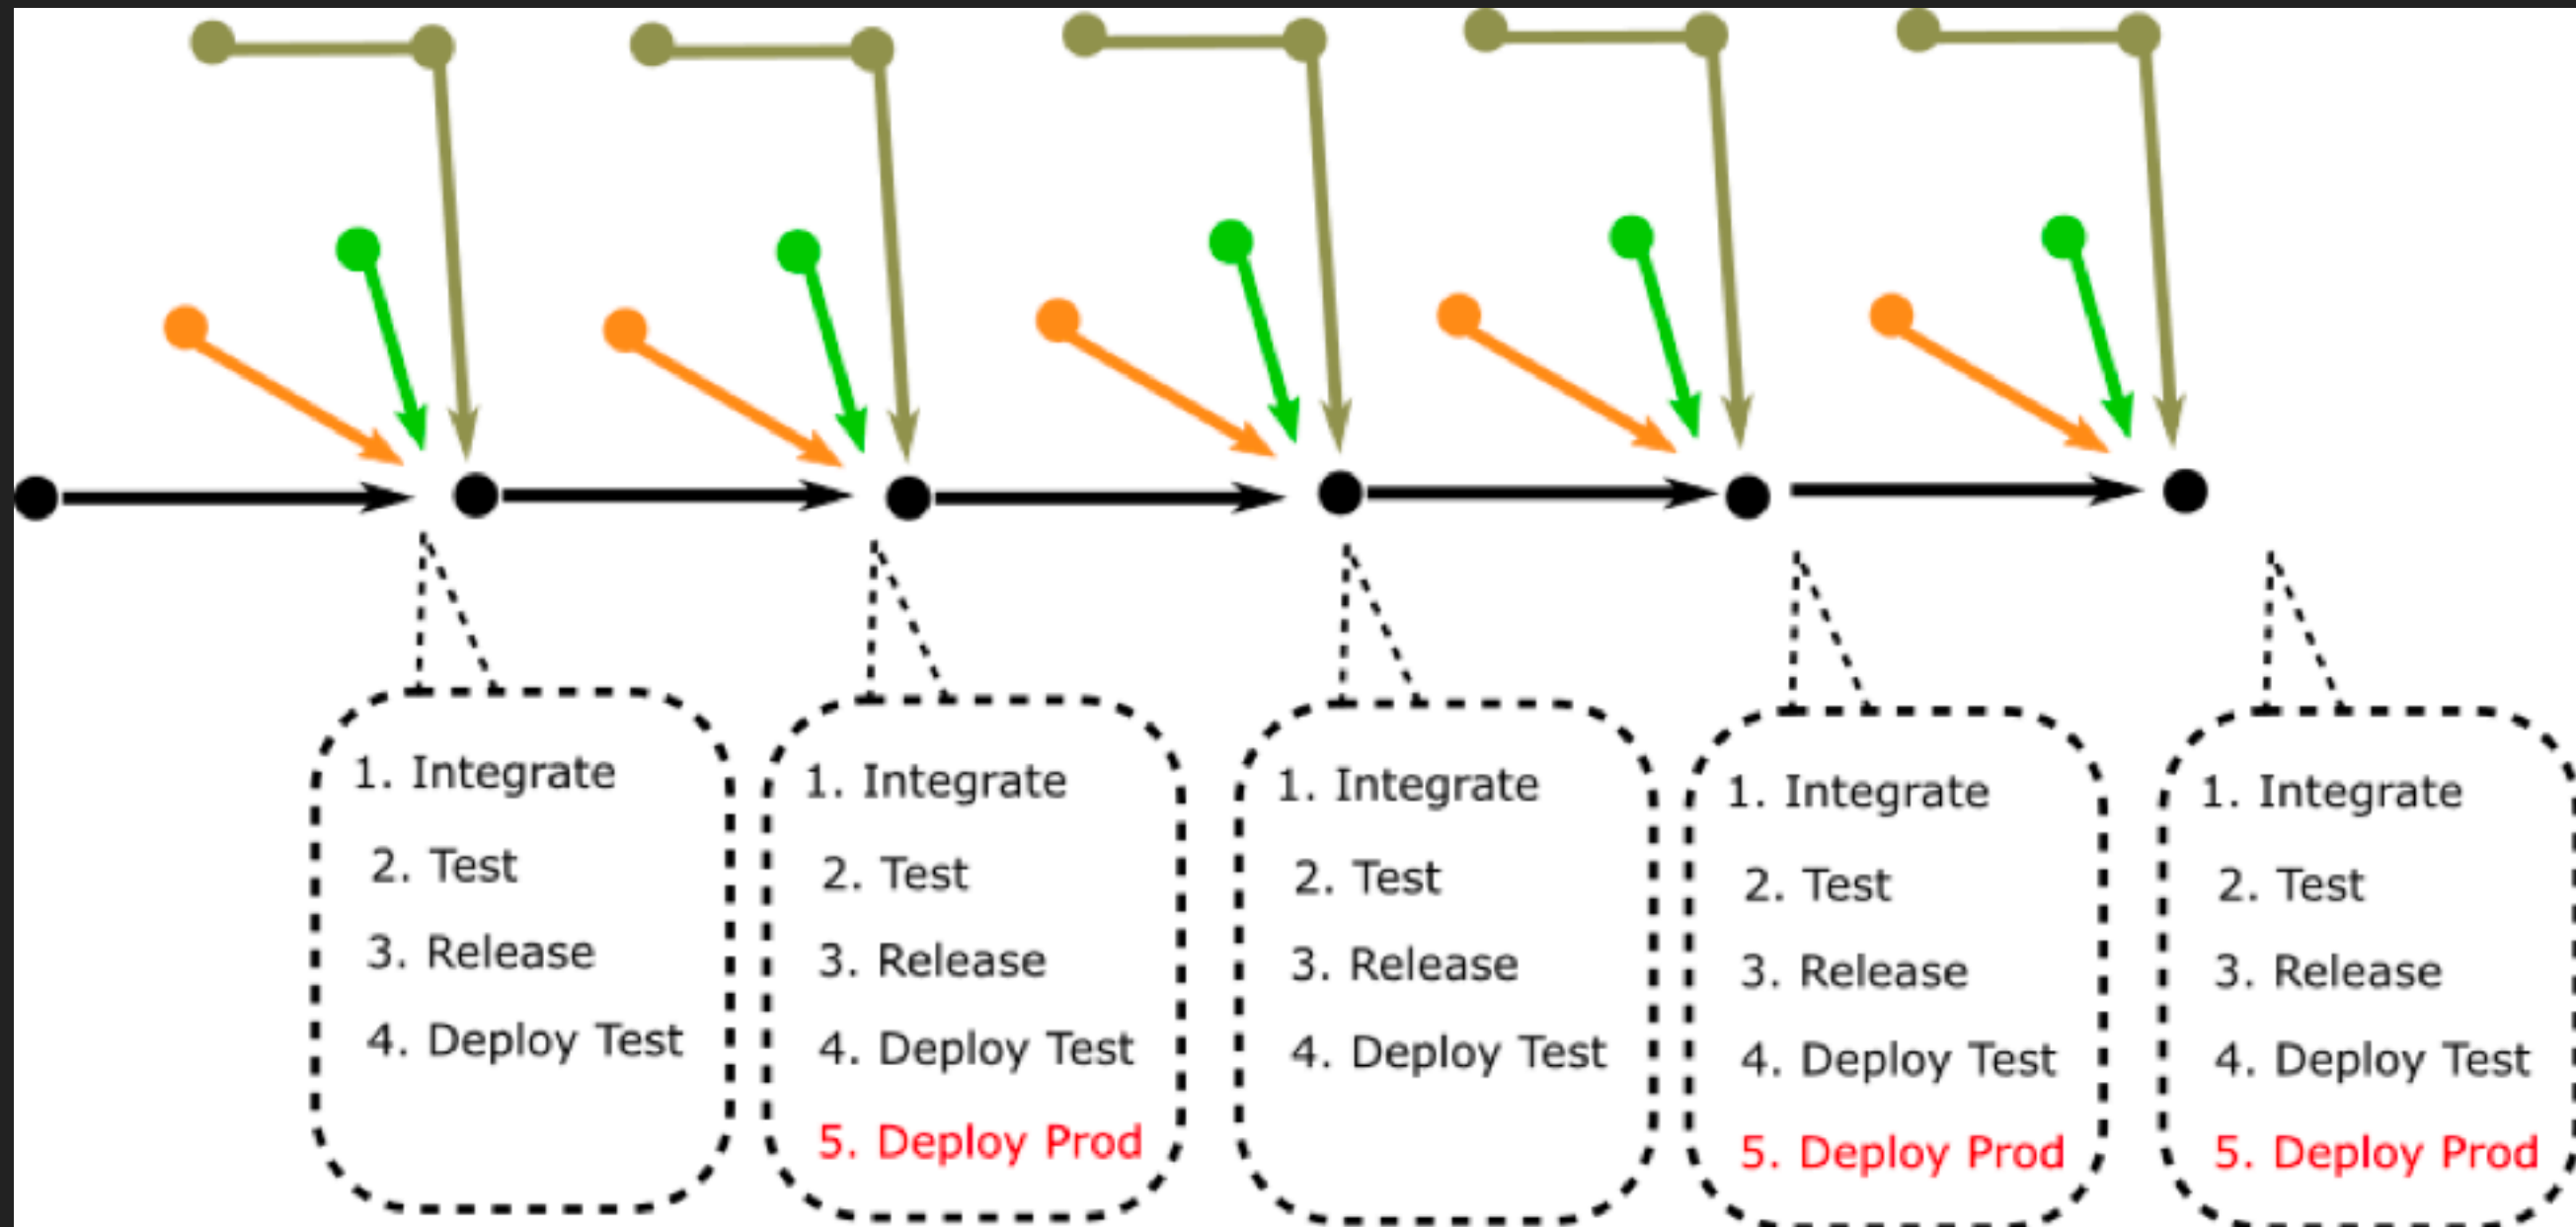 1. Integrate
2. Test
3. Release
4. Deploy Test
1. Integrate
2. Test
3. Release
4. Deploy Test
5. Deploy Prod
1. Integrate
2. Test
3. Release
4. Deploy Test
1. Integrate
2. Test
3. Release
4. Deploy Test
5. Deploy Prod
1. Integrate
2. Test
3. Release
4. Deploy Test
5. Deploy Prod